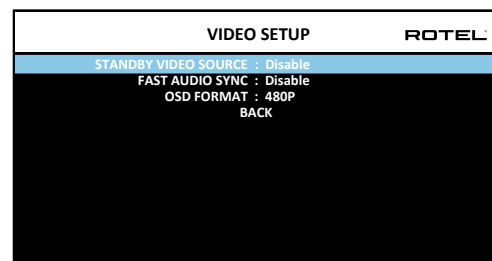 VIDEO SETUP
ROTEL
STANDBY VIDEO SOURCE : Disable
FAST AUDIO SYNC : Disable
OSD FORMAT : 480P
BACK